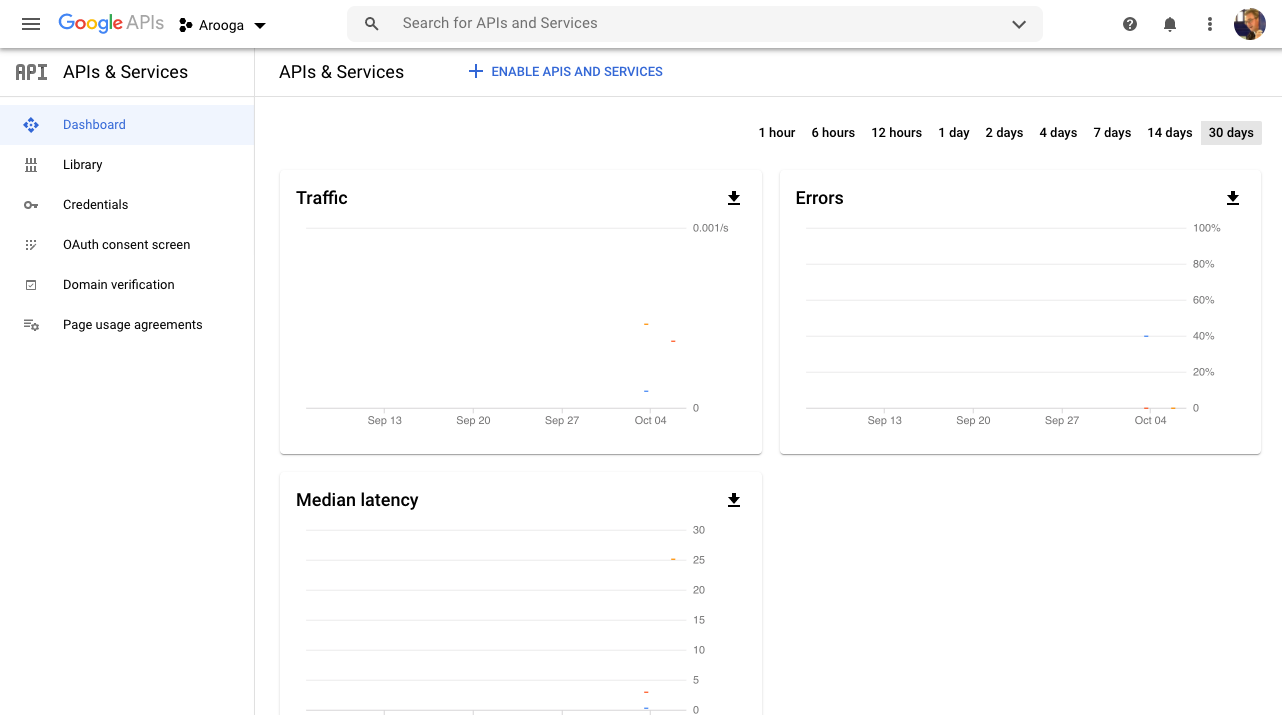 Google APIs Arooga Search for APIs and Services
API APIs & Services
APIs & Services ENABLE APIS AND SERVICES
Dashboard
Library
Credentials
OAuth consent screen
Domain verification
Page usage agreements
1 hour 6 hours 12 hours 1 day 2 days 4 days 7 days 14 days 30 days
Traffic
0.001/s
0
Sep 13 Sep 20 Sep 27 Oct 04
Errors
100%
80%
60%
40%
20%
0
Sep 13 Sep 20 Sep 27 Oct 04
Median latency
30
25
20
15
10
5
0